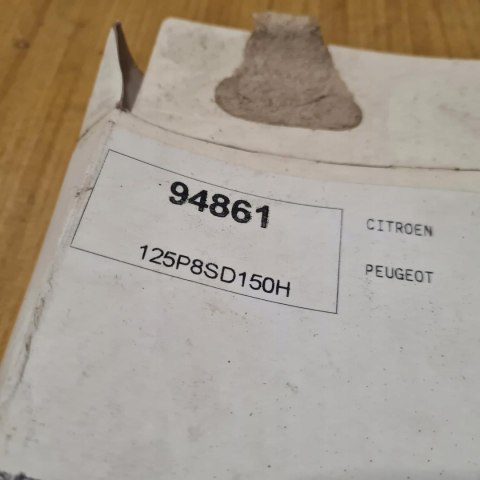 94861
125P8SD150H
CITROEN
PEUGEOT